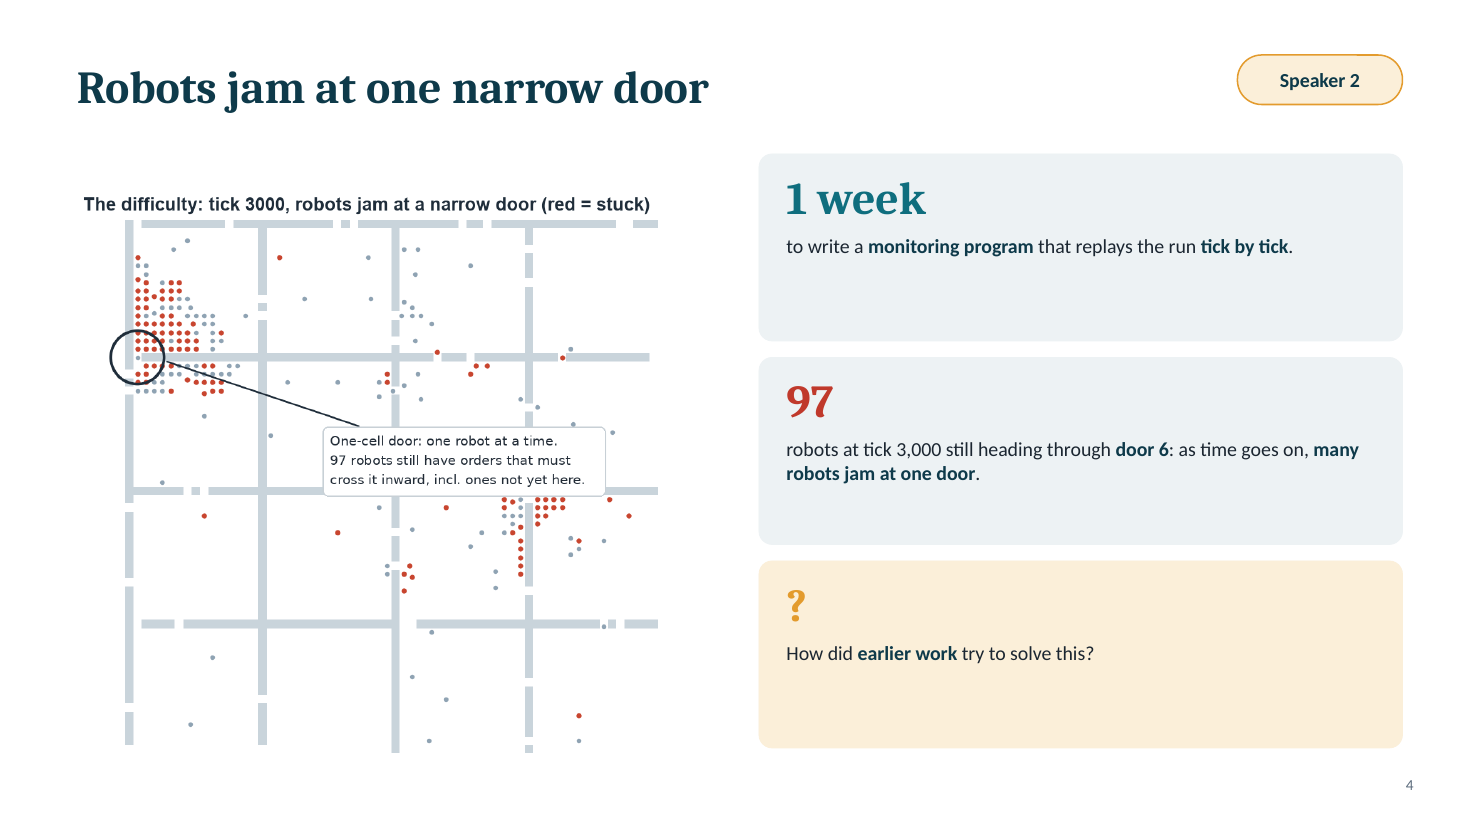 Robots jam at one narrow door
Speaker 2
The difficulty: tick 3000, robots jam at a narrow door (red = stuck)
One-cell door: one robot at a time.
97 robots still have orders that must
cross it inward, incl. ones not yet here.
1 week
to write a monitoring program that replays the run tick by tick.
97
robots at tick 3,000 still heading through door 6: as time goes on, many
robots jam at one door.
?
How did earlier work try to solve this?
4